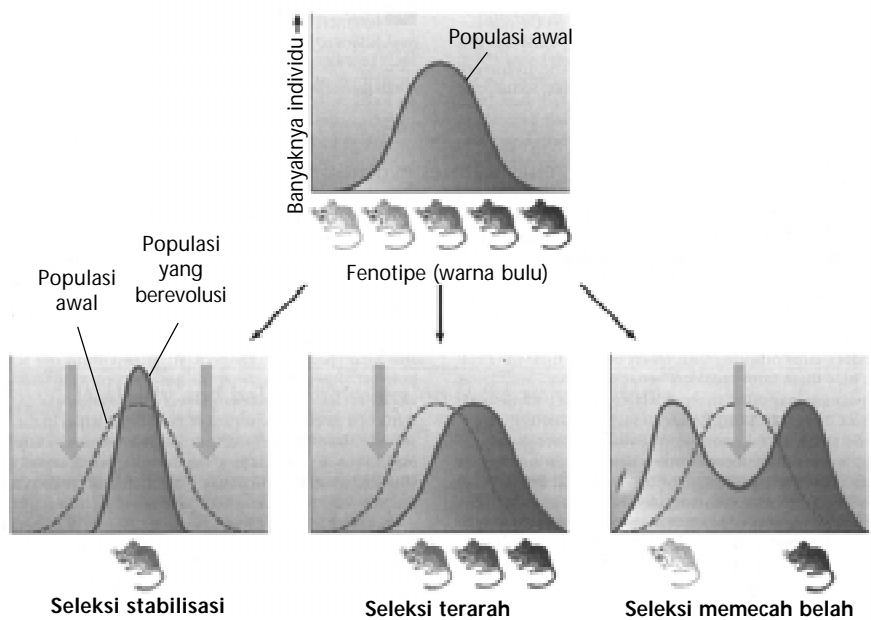 Banyaknya individu
Populasi awal
Fenotipe (warna bulu)
Populasi
awal
Populasi
yang
berevolusi
Seleksi stabilisasi
Seleksi terarah
Seleksi memecah belah